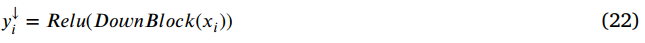 y_i^↓ = Relu(DownBlock(x_i)) (22)